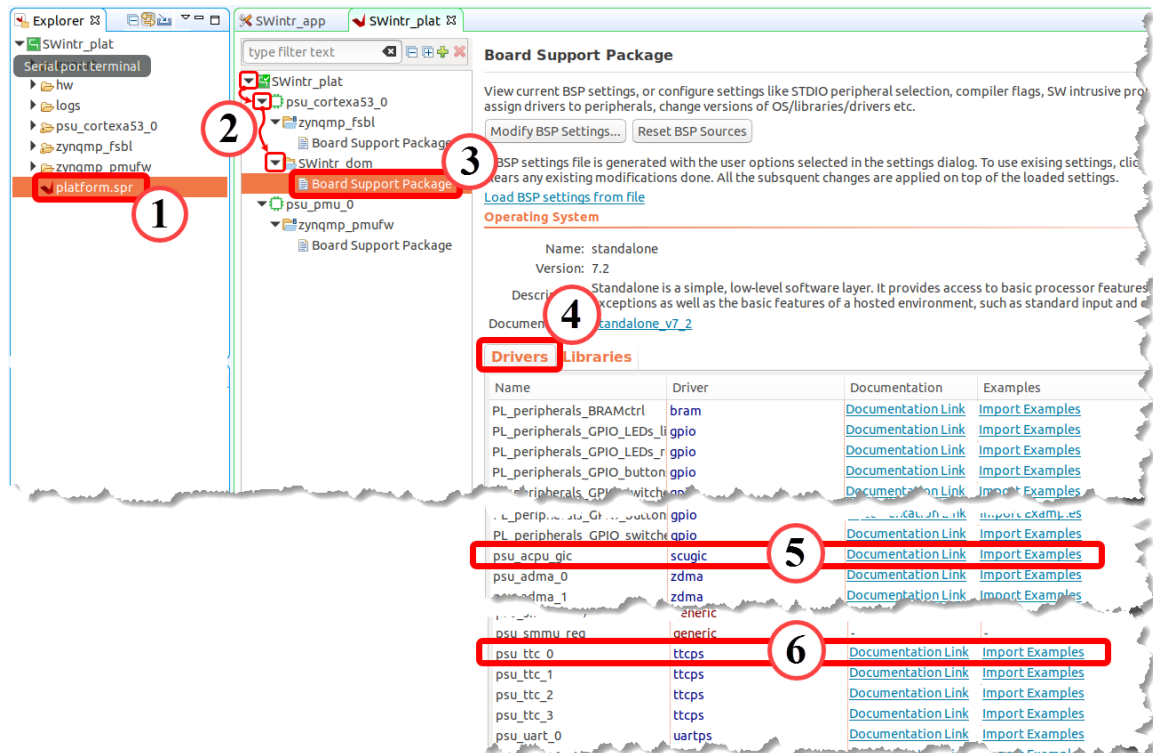 Explorer
SWintr_app
SWintr_plat
SWintr_plat
Serial port terminal
hw
logs
psu_cortexa53_0
zynqmp_fsbl
zynqmp_pmufw
platform.spr
1
type filter text
SWintr_plat
psu_cortexa53_0
2
zynqmp_fsbl
Board Support Package
SWintr_dom
3
Board Support Package
psu_pmu_0
zynqmp_pmufw
Board Support Package
Board Support Package
View current BSP settings, or configure settings like STDIO peripheral selection, compiler flags, SW intrusive
assign drivers to peripherals, change versions of OS/libraries/drivers etc.
Modify BSP Settings...
Reset BSP Sources
BSP settings file is generated with the user options selected in the settings dialog. To use exising settings,
any existing modifications done. All the subsquent changes are applied on top of the loaded settings.
Load BSP settings from file
Operating System
Name: standalone
Version: 7.2
Standalone is a simple, low-level software layer. It provides access to basic processor features
as well as the basic features of a hosted environment, such as standard input and
4
standalone_v7_2
Drivers
Libraries
Name Driver Documentation Examples
PL_peripherals_BRAMctrl bram Documentation Link Import Examples
PL_peripherals_GPIO_LEDs_li gpio Documentation Link Import Examples
PL_peripherals_GPIO_LEDs_r gpio Documentation Link Import Examples
PL_peripherals_GPIO_button gpio Documentation Link Import Examples
Documentation Link Import Examples
gpio
PL_peripherals_GPIO_switche gpio Documentation Link Import Examples
psu_acpu_gic scugic 5 Documentation Link Import Examples
psu_adma_0 zdma Documentation Link Import Examples
zdma Documentation Link Import Examples
generic
psu_smmu_reg generic - -
psu_ttc_0 ttcps 6 Documentation Link Import Examples
psu_ttc_1 ttcps Documentation Link Import Examples
psu_ttc_2 ttcps Documentation Link Import Examples
psu_ttc_3 ttcps Documentation Link Import Examples
psu_uart_0 uartps Documentation Link Import Examples